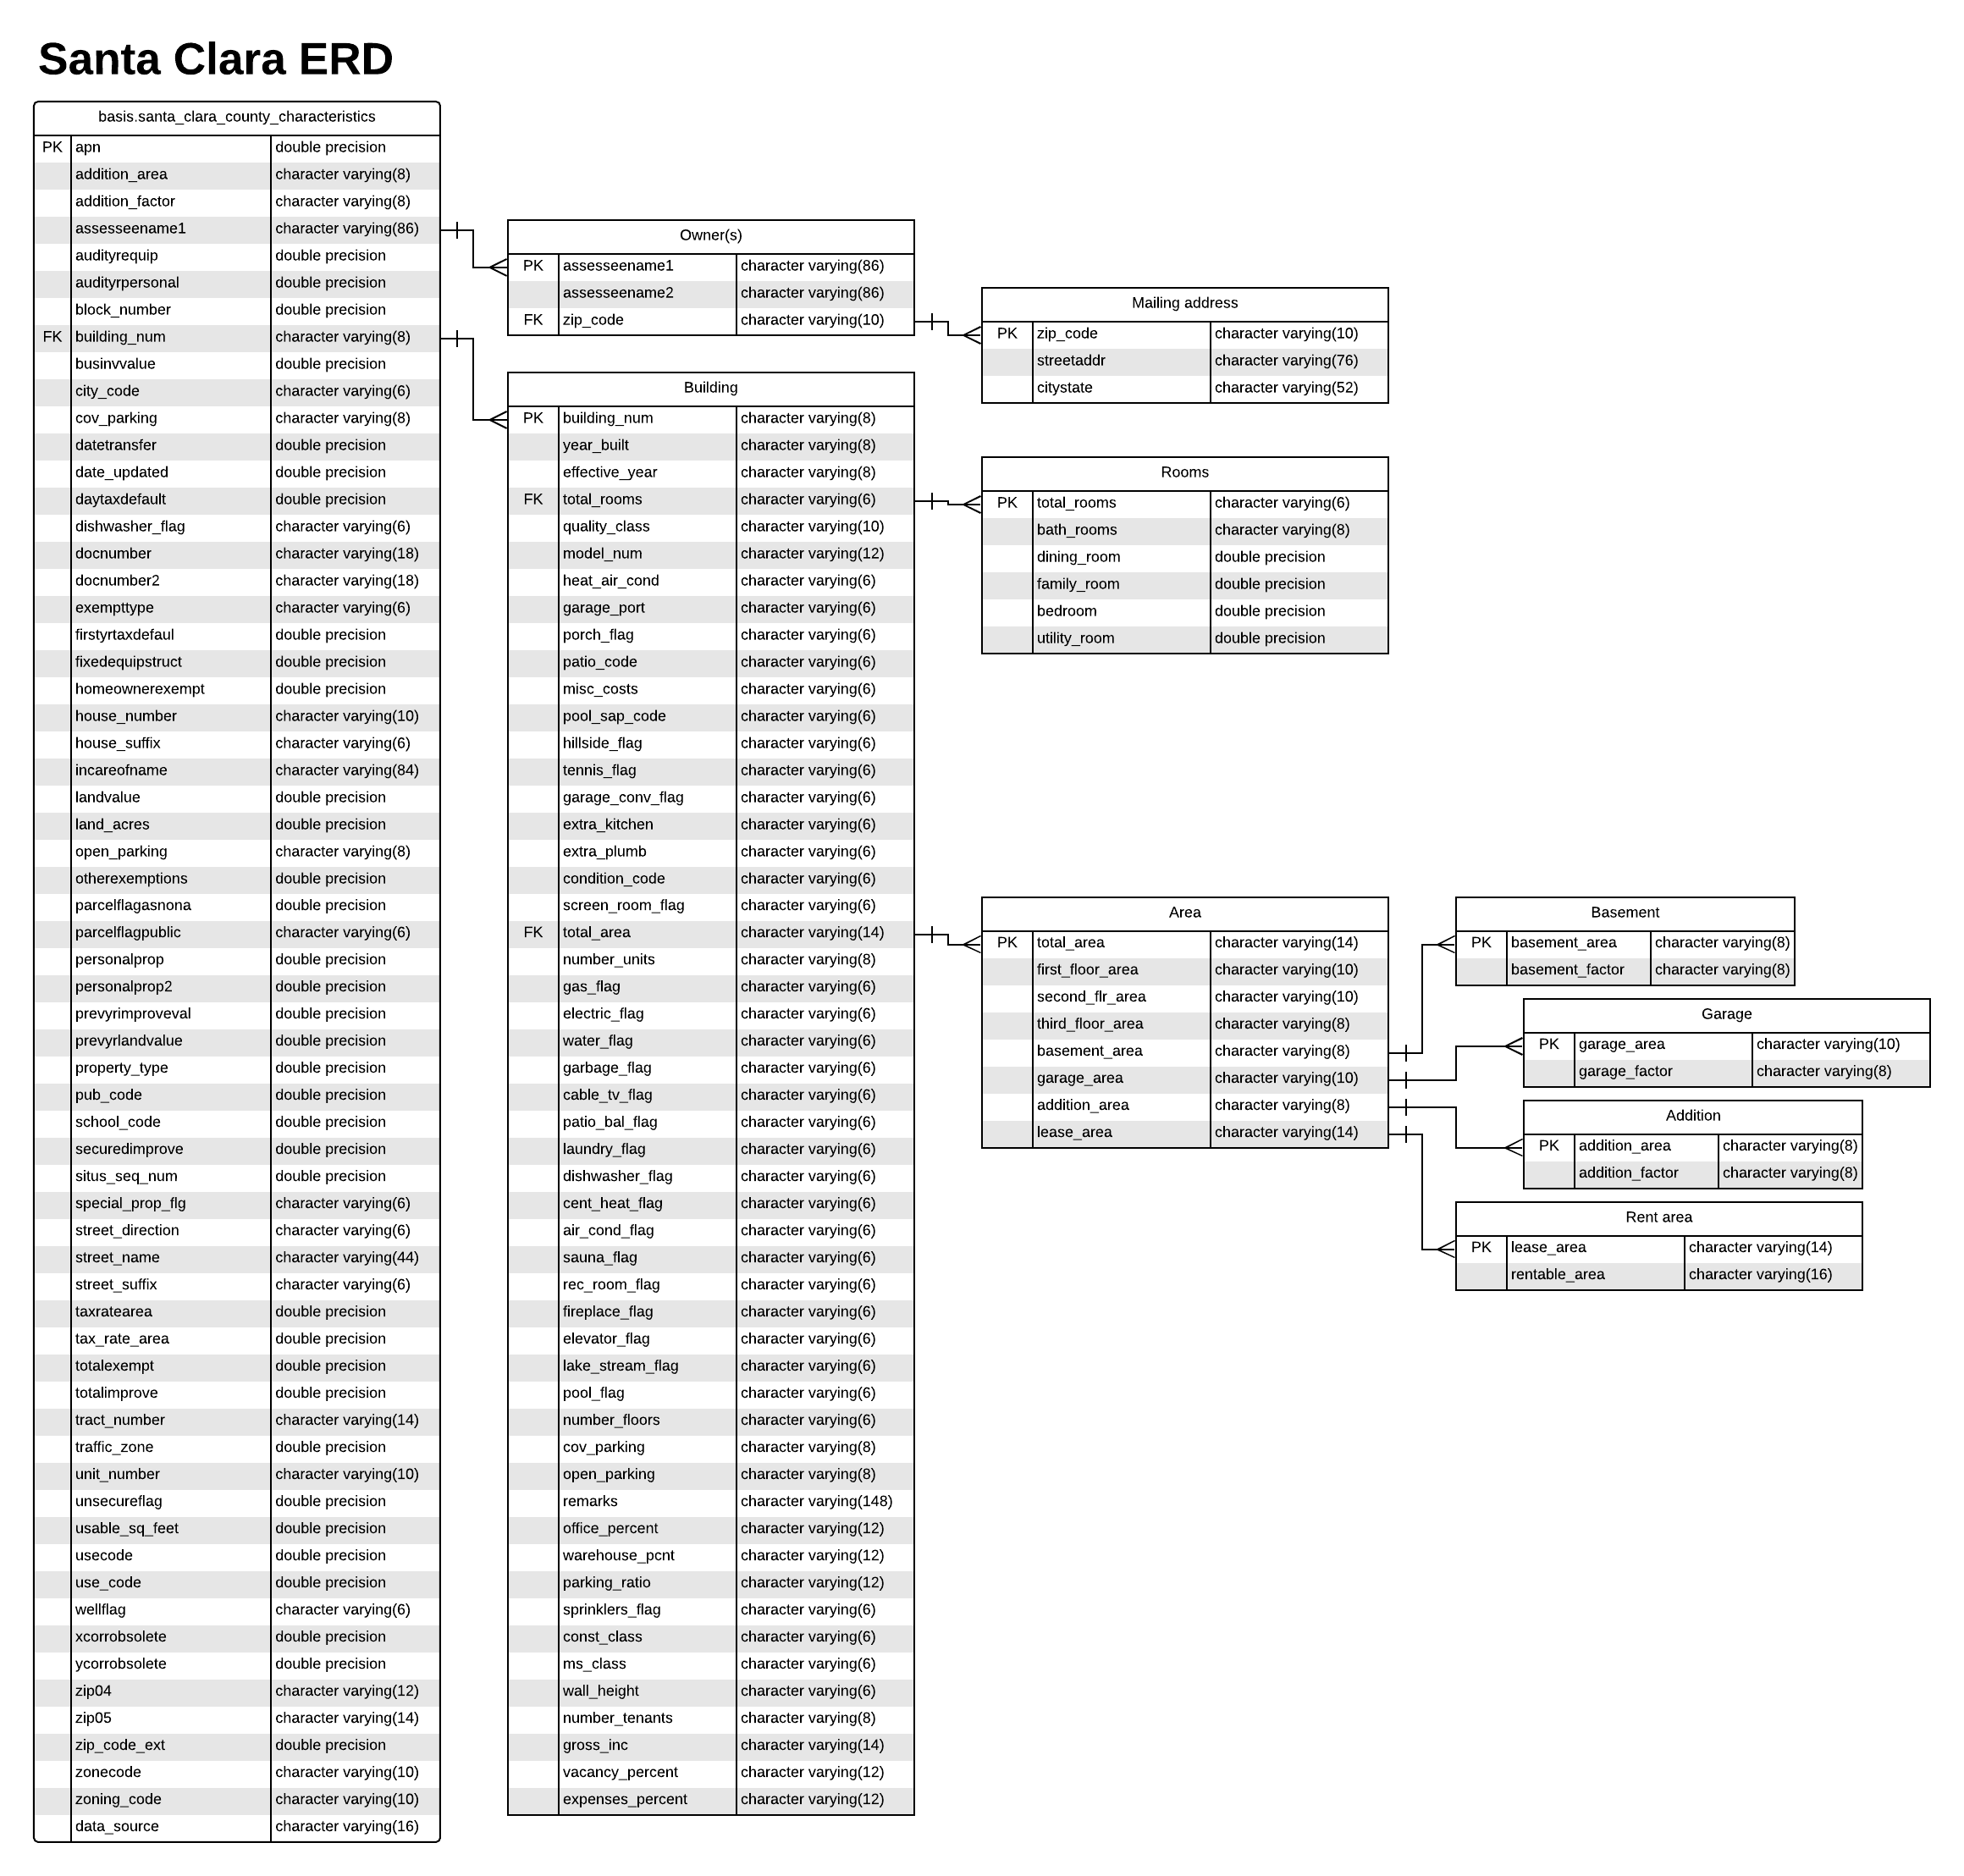 Santa Clara ERD
basis.santa_clara_county_characteristics
PK apn double precision
addition_area character varying(8)
addition_factor character varying(8)
assesseename1 character varying(86)
audityrequip double precision
audityrpersonal double precision
block_number double precision
FK building_num character varying(8)
businvvalue double precision
city_code character varying(6)
cov_parking character varying(8)
datetransfer double precision
date_updated double precision
daytaxdefault double precision
dishwasher_flag character varying(6)
docnumber character varying(18)
docnumber2 character varying(18)
exempttype character varying(6)
firstyrtaxdefaul double precision
fixedequipstruct double precision
homeownerexempt double precision
house_number character varying(10)
house_suffix character varying(6)
incareofname character varying(84)
landvalue double precision
land_acres double precision
open_parking character varying(8)
otherexemptions double precision
parcelflagasnona double precision
parcelflagpublic character varying(6)
personalprop double precision
personalprop2 double precision
prevyrimproveval double precision
prevyrlandvalue double precision
property_type double precision
pub_code double precision
school_code double precision
securedimprove double precision
situs_seq_num double precision
special_prop_flg character varying(6)
street_direction character varying(6)
street_name character varying(44)
street_suffix character varying(6)
taxratearea double precision
tax_rate_area double precision
totalexempt double precision
totalimprove double precision
tract_number character varying(14)
traffic_zone double precision
unit_number character varying(10)
unsecureflag double precision
usable_sq_feet double precision
usecode double precision
use_code double precision
wellflag character varying(6)
xcorrobsolete double precision
ycorrobsolete double precision
zip04 character varying(12)
zip05 character varying(14)
zip_code_ext double precision
zonecode character varying(10)
zoning_code character varying(10)
data_source character varying(16)
Owner(s)
PK assesseename1 character varying(86)
assesseename2 character varying(86)
FK zip_code character varying(10)
Building
PK building_num character varying(8)
year_built character varying(8)
effective_year character varying(8)
FK total_rooms character varying(6)
quality_class character varying(10)
model_num character varying(12)
heat_air_cond character varying(6)
garage_port character varying(6)
porch_flag character varying(6)
patio_code character varying(6)
misc_costs character varying(6)
pool_sap_code character varying(6)
hillside_flag character varying(6)
tennis_flag character varying(6)
garage_conv_flag character varying(6)
extra_kitchen character varying(6)
extra_plumb character varying(6)
condition_code character varying(6)
screen_room_flag character varying(6)
FK total_area character varying(14)
number_units character varying(8)
gas_flag character varying(6)
electric_flag character varying(6)
water_flag character varying(6)
garbage_flag character varying(6)
cable_tv_flag character varying(6)
patio_bal_flag character varying(6)
laundry_flag character varying(6)
dishwasher_flag character varying(6)
cent_heat_flag character varying(6)
air_cond_flag character varying(6)
sauna_flag character varying(6)
rec_room_flag character varying(6)
fireplace_flag character varying(6)
elevator_flag character varying(6)
lake_stream_flag character varying(6)
pool_flag character varying(6)
number_floors character varying(6)
cov_parking character varying(8)
open_parking character varying(8)
remarks character varying(148)
office_percent character varying(12)
warehouse_pcnt character varying(12)
parking_ratio character varying(12)
sprinklers_flag character varying(6)
const_class character varying(6)
ms_class character varying(6)
wall_height character varying(6)
number_tenants character varying(8)
gross_inc character varying(14)
vacancy_percent character varying(12)
expenses_percent character varying(12)
Mailing address
PK zip_code character varying(10)
streetaddr character varying(76)
citystate character varying(52)
Rooms
PK total_rooms character varying(6)
bath_rooms character varying(8)
dining_room double precision
family_room double precision
bedroom double precision
utility_room double precision
Area
PK total_area character varying(14)
first_floor_area character varying(10)
second_flr_area character varying(10)
third_floor_area character varying(8)
basement_area character varying(8)
garage_area character varying(10)
addition_area character varying(8)
lease_area character varying(14)
Basement
PK basement_area character varying(8)
basement_factor character varying(8)
Garage
PK garage_area character varying(10)
garage_factor character varying(8)
Addition
PK addition_area character varying(8)
addition_factor character varying(8)
Rent area
PK lease_area character varying(14)
rentable_area character varying(16)